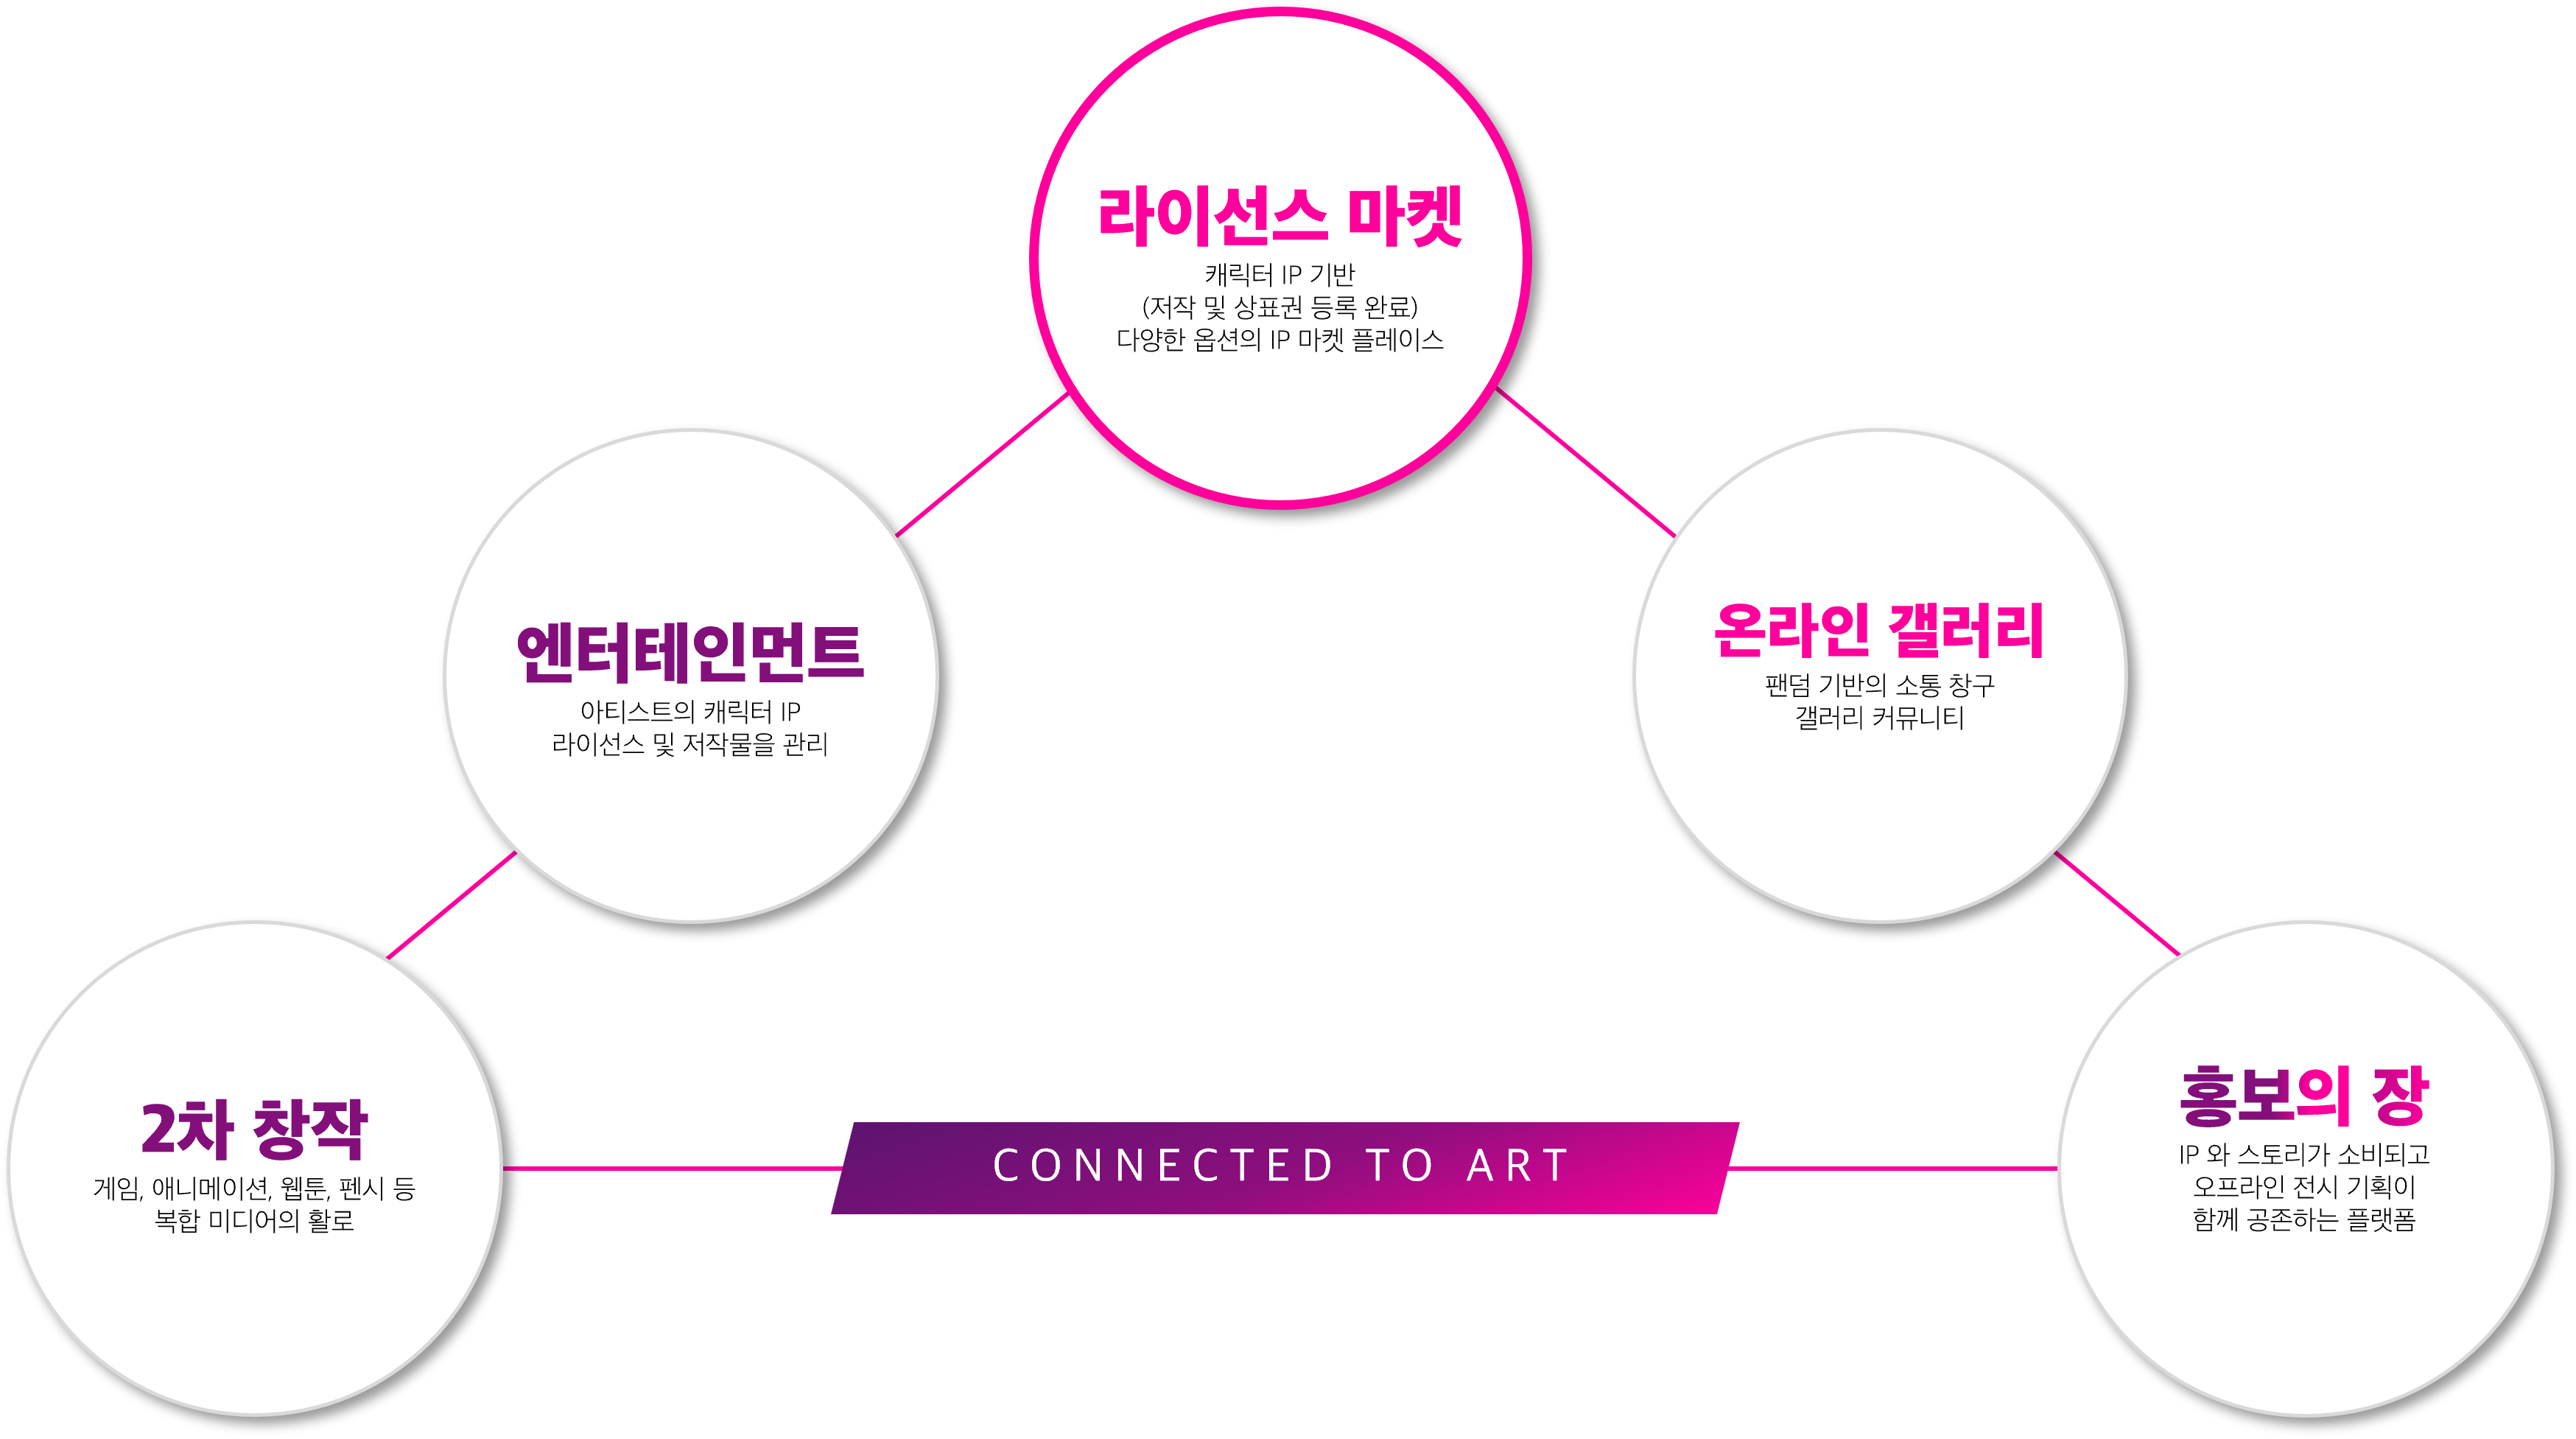 라이선스 마켓
캐릭터 IP 기반
(저작 및 상표권 등록 완료)
다양한 옵션의 IP 마켓 플레이스
엔터테인먼트
아티스트의 캐릭터 IP
라이선스 및 저작물을 관리
온라인 갤러리
팬덤 기반의 소통 창구
갤러리 커뮤니티
2차 창작
게임, 애니메이션, 웹툰, 펜시 등
복합 미디어의 활로
CONNECTED TO ART
홍보의 장
IP 와 스토리가 소비되고
오프라인 전시 기획이
함께 공존하는 플랫폼